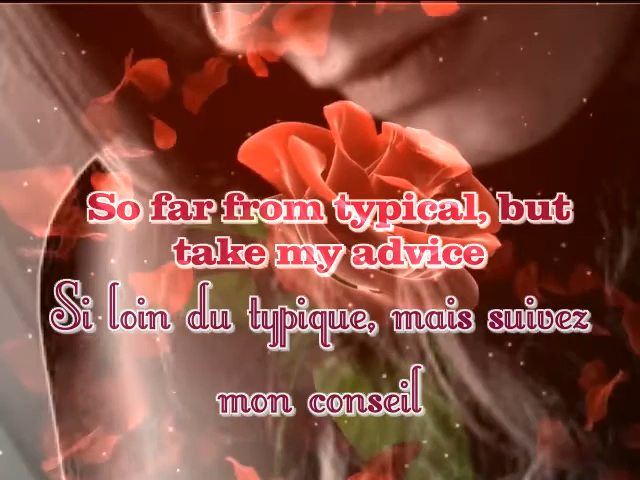 So far from typical, but
take my advice
Si loin du typique, mais suivez
mon conseil